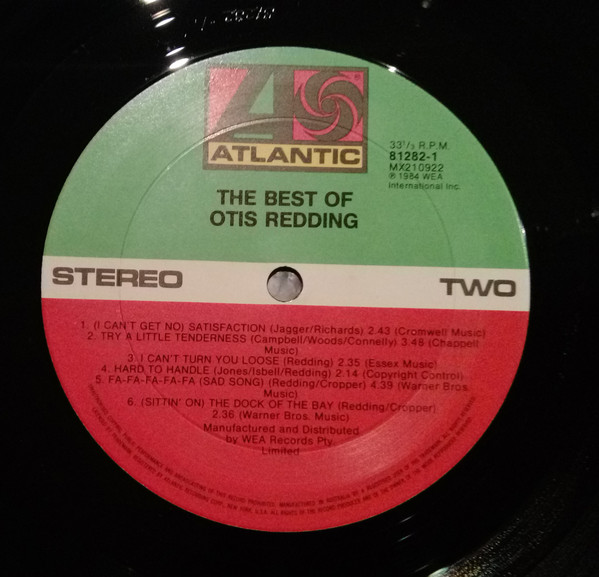 ATLANTIC
33⅓ R.P.M.
81282-1
MX210922
℗ 1984 WEA
International Inc.
THE BEST OF
OTIS REDDING
STEREO
TWO
1. (I CAN'T GET NO) SATISFACTION (Jagger/Richards) 2.43 (Cromwell Music)
2. TRY A LITTLE TENDERNESS (Campbell/Woods/Connelly) 3.46 (Chappell
Music)
3. I CAN'T TURN YOU LOOSE (Redding) 2.35 (Essex Music)
4. HARD TO HANDLE (Jones/Isbell/Redding) 2.14 (Copyright Control)
5. FA-FA-FA-FA-FA (SAD SONG) (Redding/Cropper) 4.39 (Warner Bros.
Music)
6. (SITTIN' ON) THE DOCK OF THE BAY (Redding/Cropper)
2.36 (Warner Bros. Music)
Manufactured and Distributed
by WEA Records Pty.
Limited